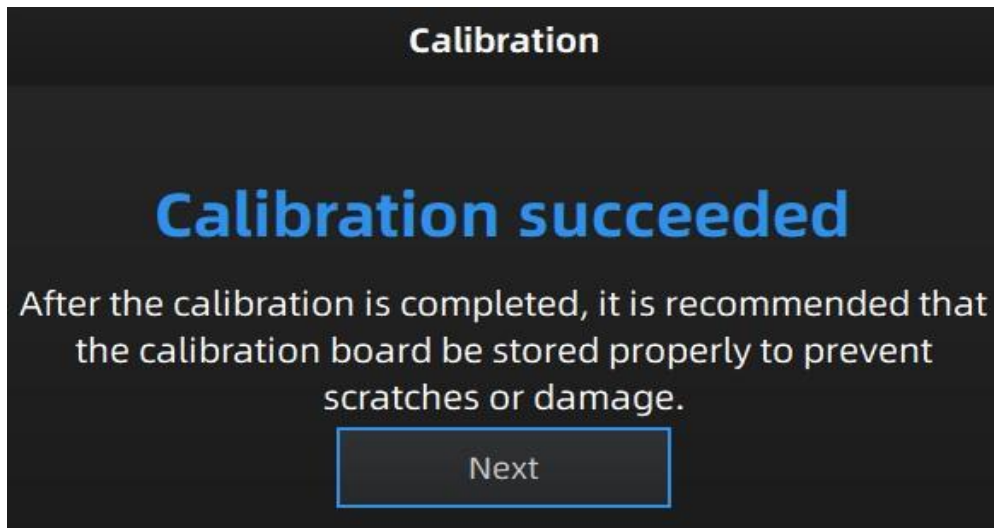 Calibration
Calibration succeeded
After the calibration is completed, it is recommended that
the calibration board be stored properly to prevent
scratches or damage.
Next